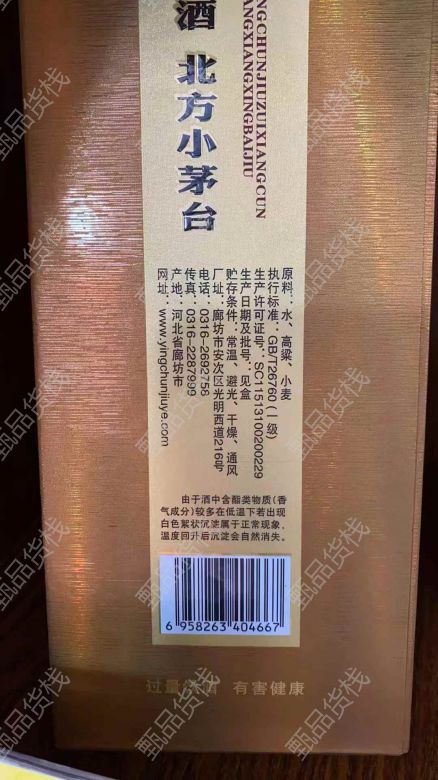 酒 北方小茅台
NGCHUNJIUZUIXIANGCUN
ANGXIANGXINGBAIJIU
原料:水、高粱、小麦
执行标准:GB/T26760(Ⅰ级)
生产许可证号:SC11513100200229
生产日期及批号:见盒
贮存条件:常温、避光、干燥、通风
厂址:廊坊市安次区光明西道216号
电话:0316-2692758
传真:0316-2287999
产地:河北省廊坊市
网址:www.yingchunjiuye.com
由于酒中含酯类物质(香
气成分)较多在低温下若出现
白色絮状沉淀属于正常现象,
温度回升后沉淀会自然消失。
6 958263 404667
过量饮酒 有害健康
甄品货栈